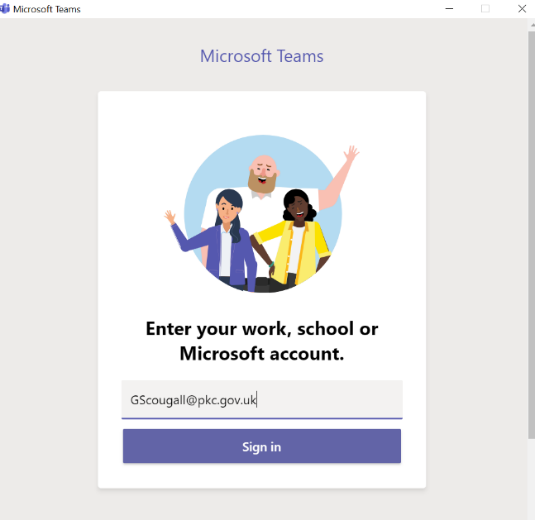 Microsoft Teams
Microsoft Teams
Enter your work, school or
Microsoft account.
GScougall@pkc.gov.uk
Sign in